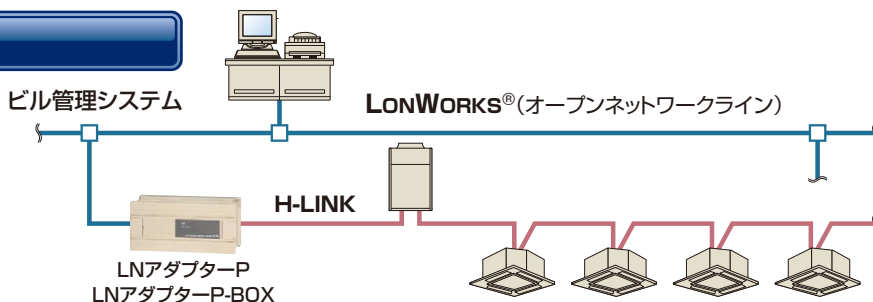 ビル管理システム
LONWORKS®(オープンネットワークライン)
H-LINK
LNアダプターP
LNアダプターP-BOX